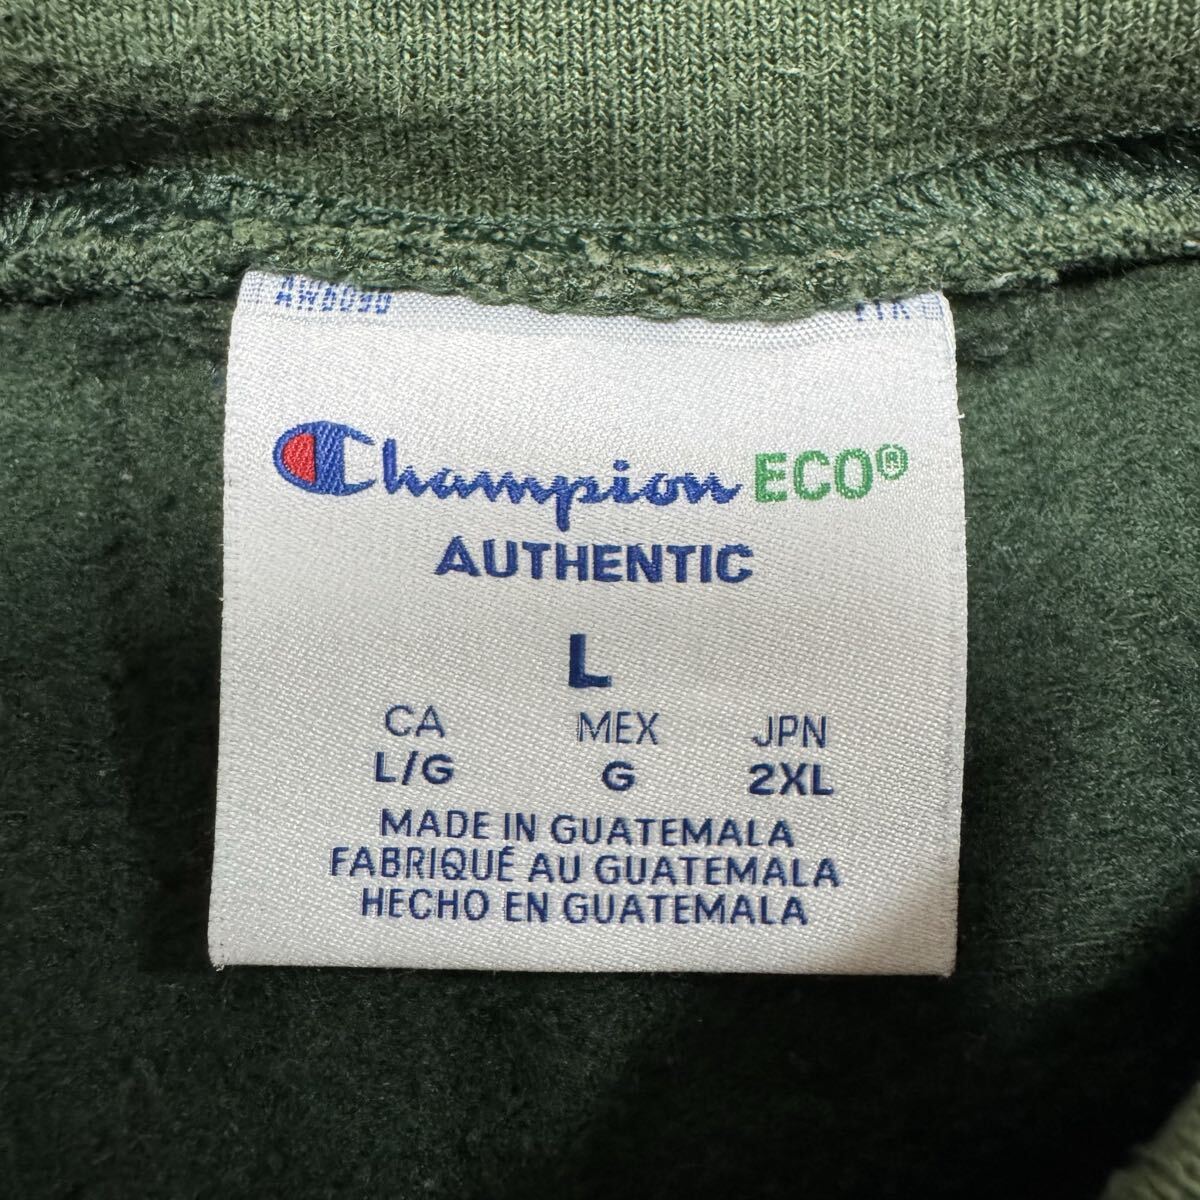 Champion ECO®
AUTHENTIC
L
CA MEX JPN
L/G G 2XL
MADE IN GUATEMALA
FABRIQUÉ AU GUATEMALA
HECHO EN GUATEMALA